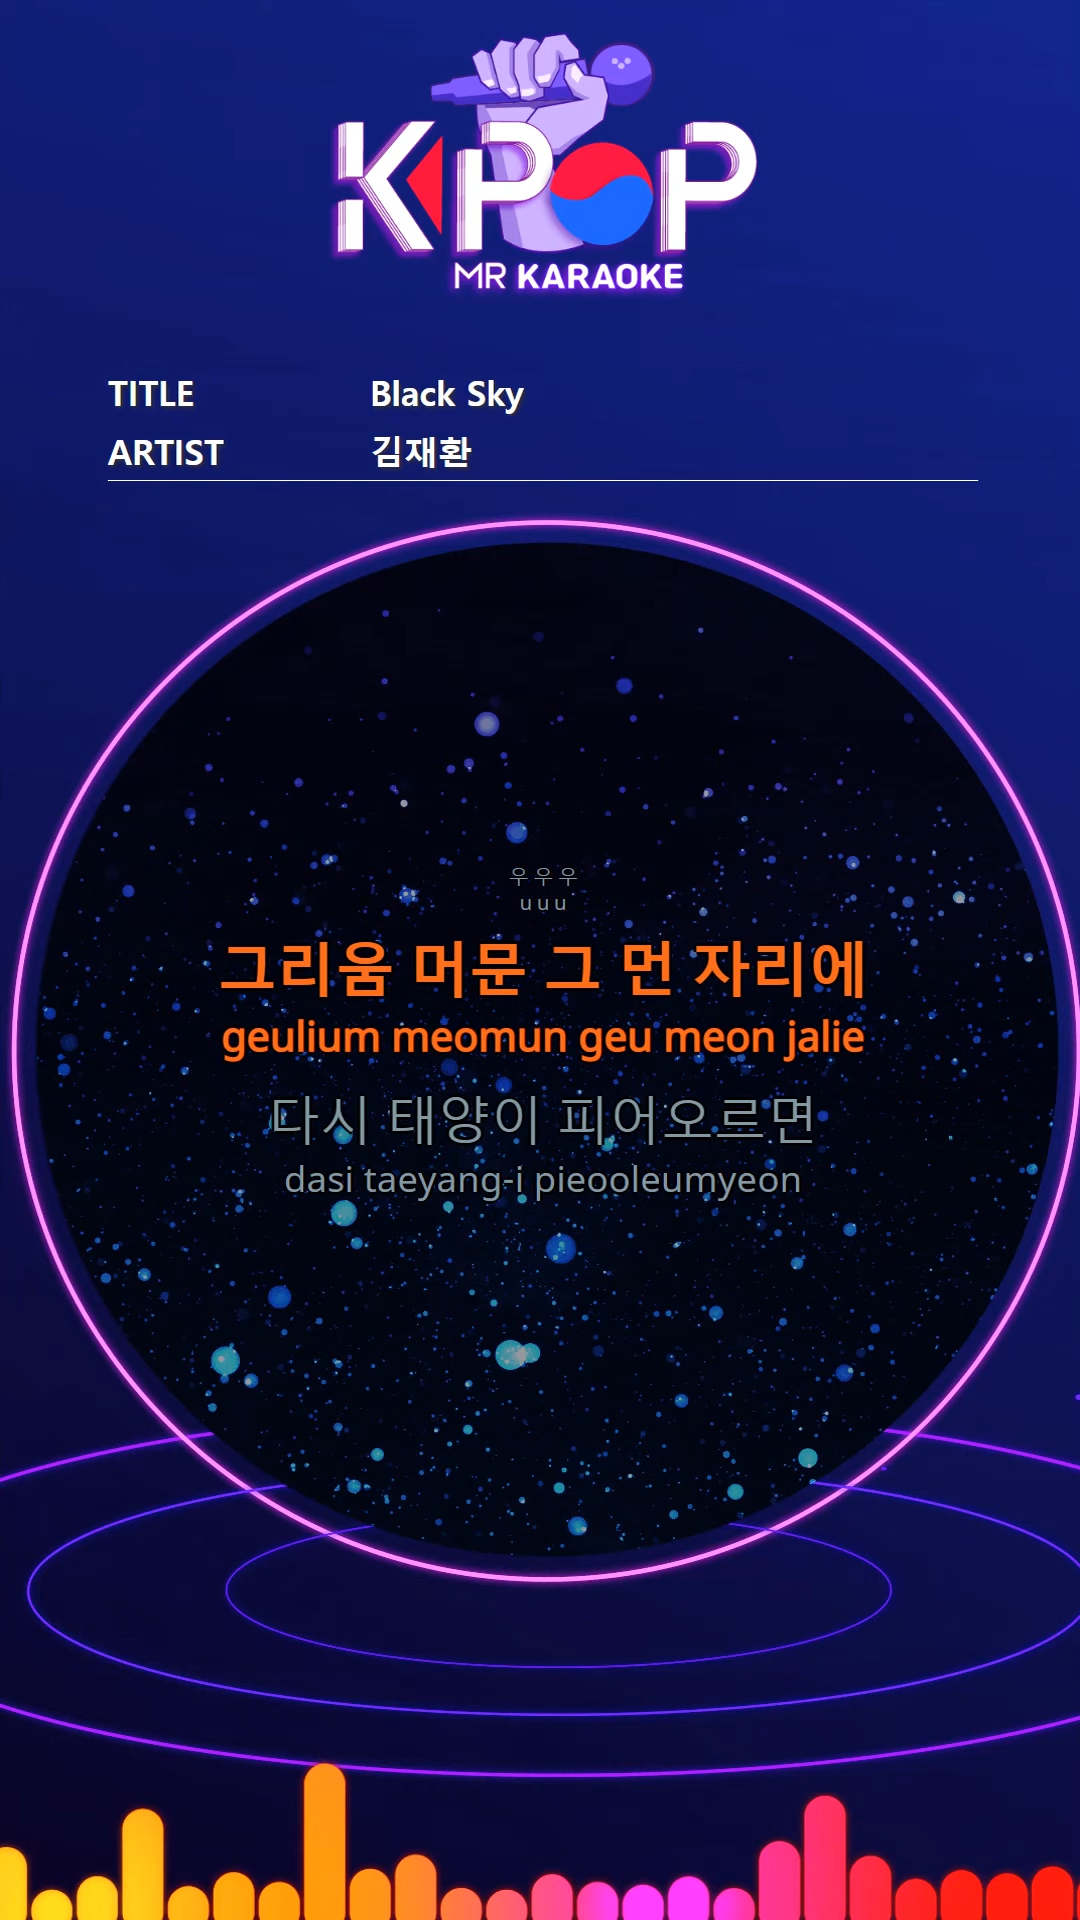 KPOP
MR KARAOKE
TITLE Black Sky
ARTIST 김재환
우 우 우
u u u
그리움 머문 그 먼 자리에
geulium meomun geu meon jalie
다시 태양이 피어오르면
dasi taeyang-i pieooleumyeon